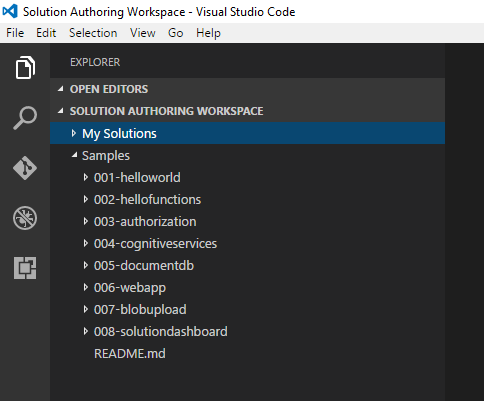 Solution Authoring Workspace - Visual Studio Code
File Edit Selection View Go Help
EXPLORER
OPEN EDITORS
SOLUTION AUTHORING WORKSPACE
My Solutions
Samples
001-helloworld
002-hellofunctions
003-authorization
004-cognitiveservices
005-documentdb
006-webapp
007-blobupload
008-solutiondashboard
README.md